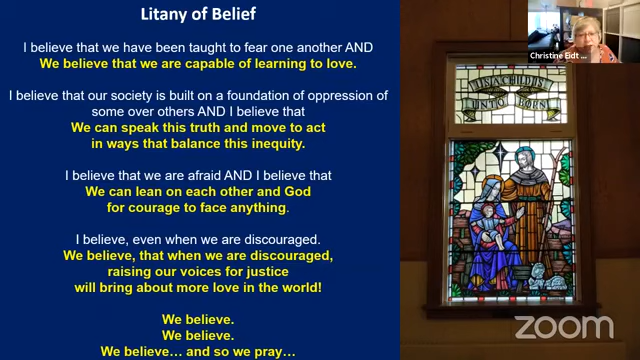 Litany of Belief
I believe that we have been taught to fear one another AND
We believe that we are capable of learning to love.
I believe that our society is built on a foundation of oppression of
some over others AND I believe that
We can speak this truth and move to act
in ways that balance this inequity.
I believe that we are afraid AND I believe that
We can lean on each other and God
for courage to face anything.
I believe, even when we are discouraged.
We believe, that when we are discouraged,
raising our voices for justice
will bring about more love in the world!
We believe.
We believe.
We believe… and so we pray…
Christine Eidt ...
US A CHILD IS
UNTO BORN
zoom